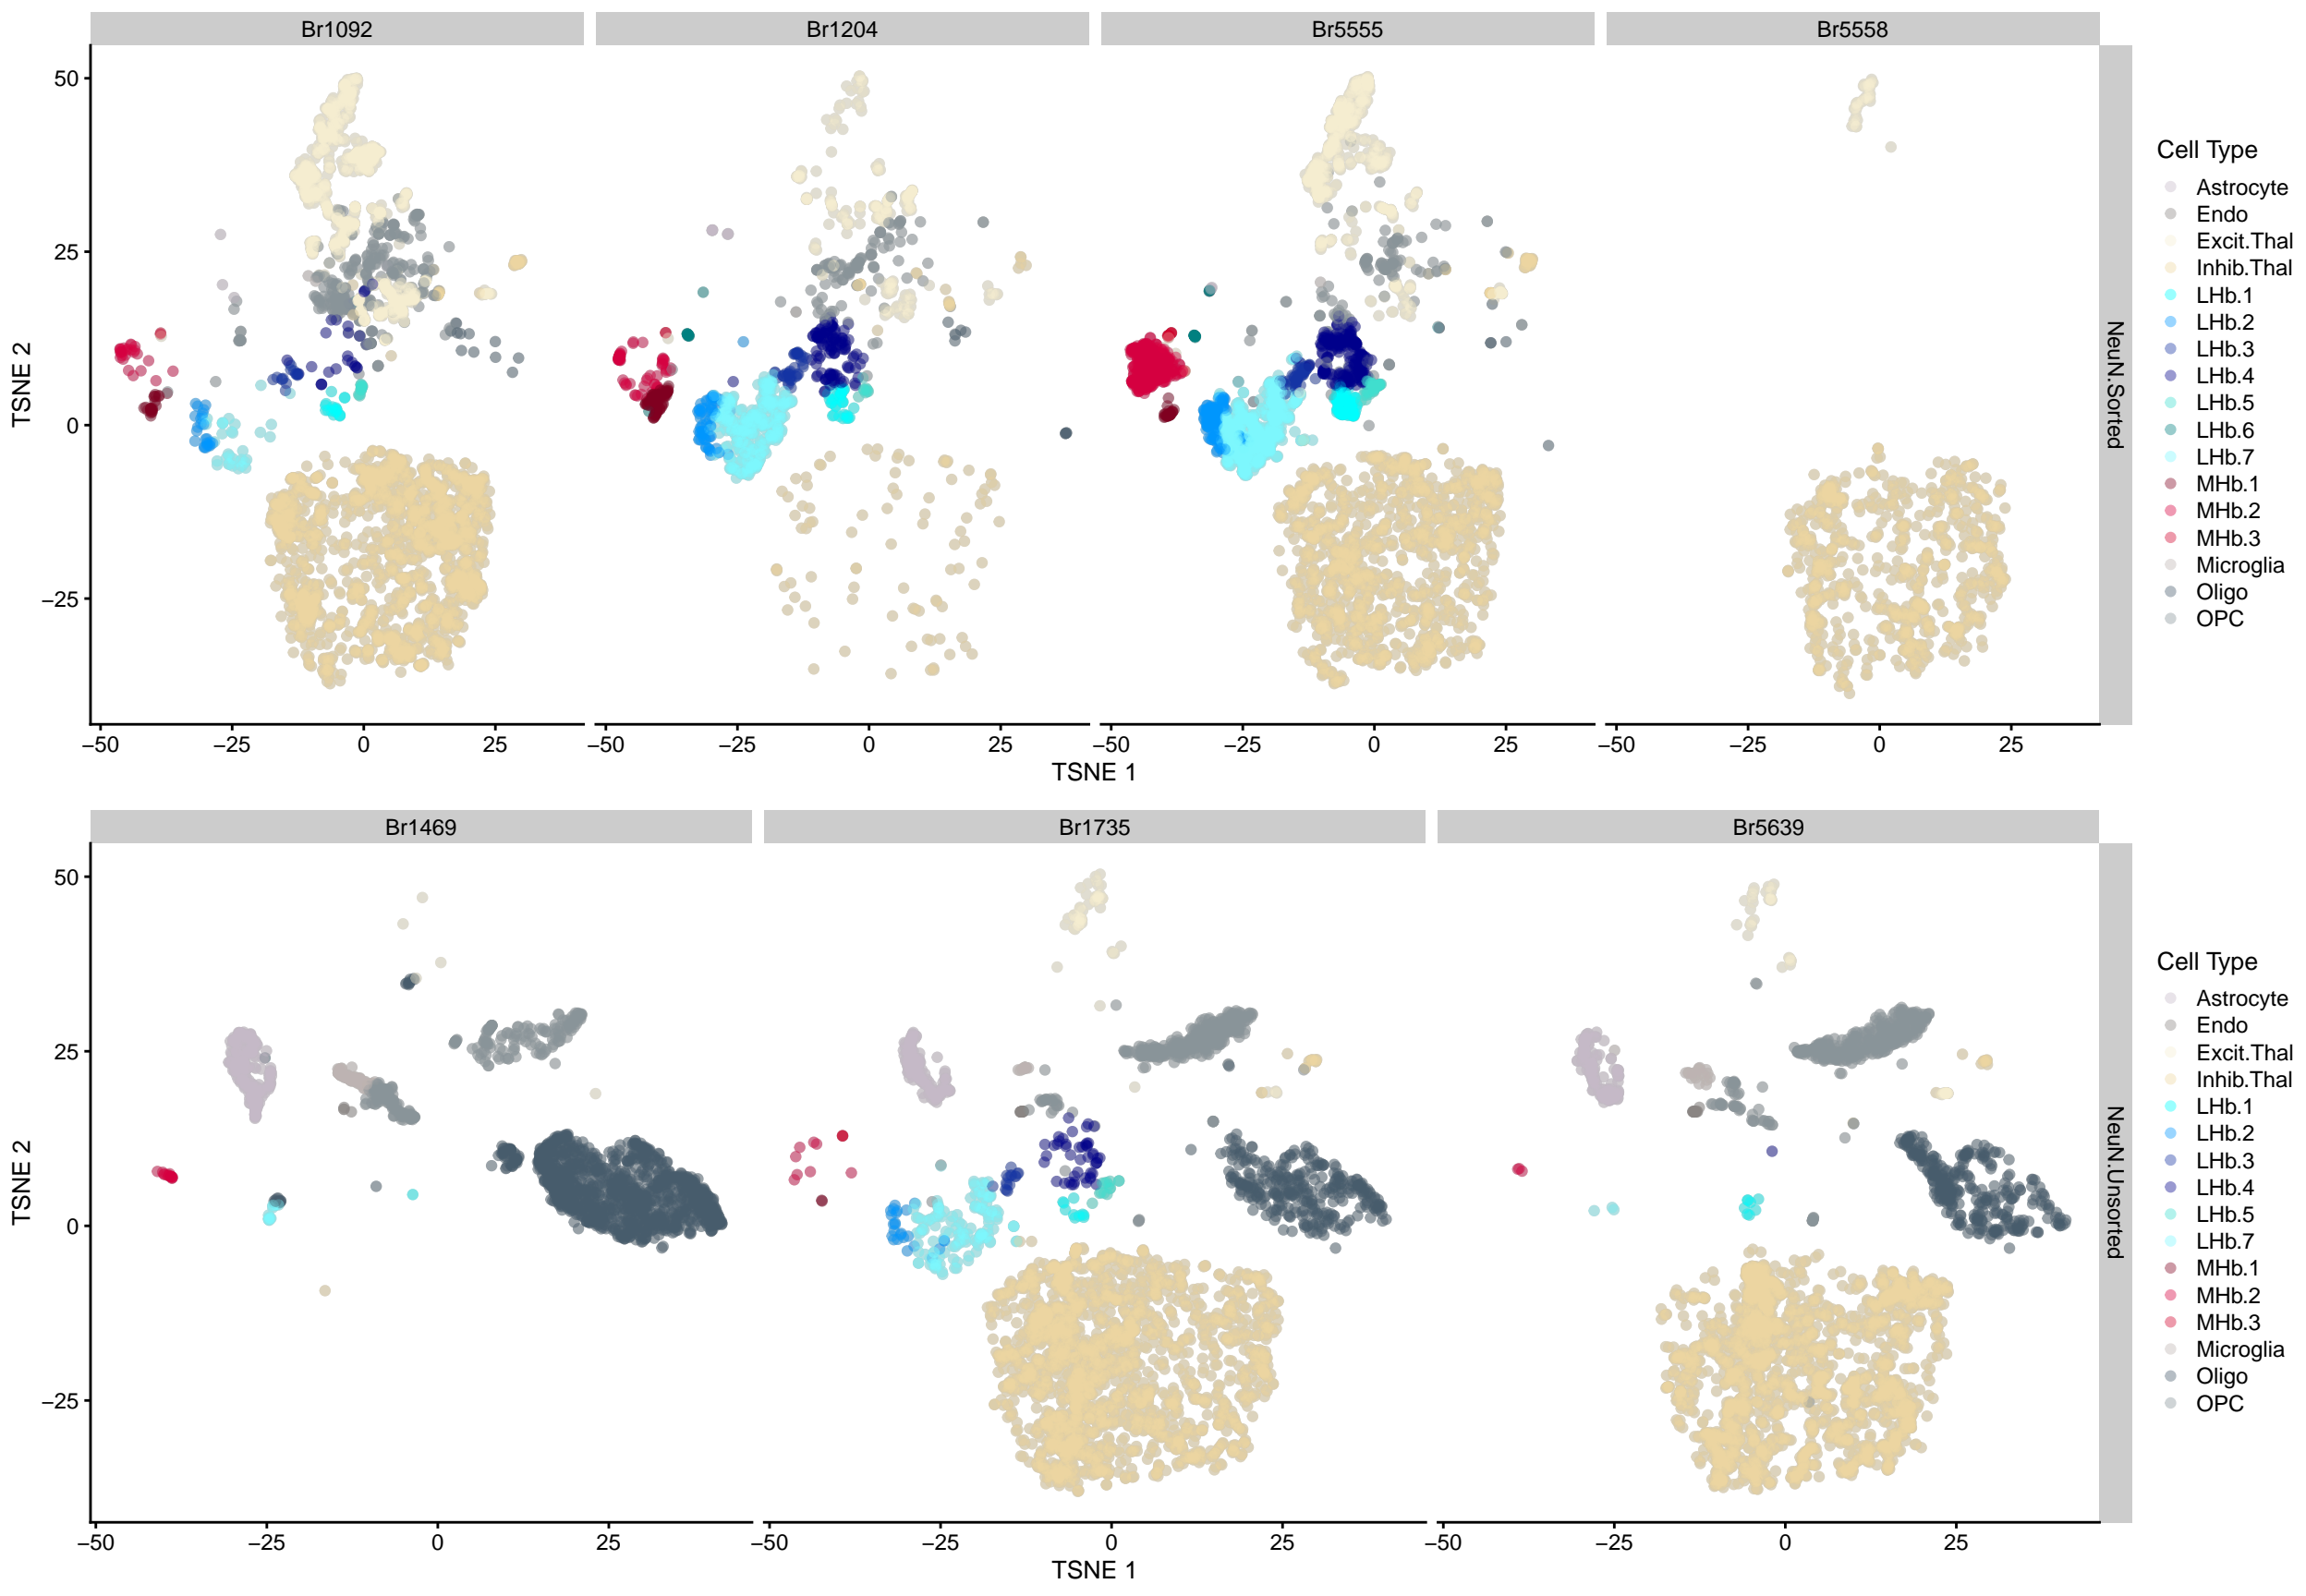 Br1092 Br1204 Br5555 Br5558
50
25
0
−25
TSNE 2
−50 −25 0 25 −50 −25 0 25 −50 −25 0 25 −50 −25 0 25
TSNE 1
NeuN.Sorted
Cell Type
Astrocyte
Endo
Excit.Thal
Inhib.Thal
LHb.1
LHb.2
LHb.3
LHb.4
LHb.5
LHb.6
LHb.7
MHb.1
MHb.2
MHb.3
Microglia
Oligo
OPC
Br1469 Br1735 Br5639
50
25
0
−25
TSNE 2
−50 −25 0 25 −50 −25 0 25 −50 −25 0 25
TSNE 1
NeuN.Unsorted
Cell Type
Astrocyte
Endo
Excit.Thal
Inhib.Thal
LHb.1
LHb.2
LHb.3
LHb.4
LHb.5
LHb.7
MHb.1
MHb.2
MHb.3
Microglia
Oligo
OPC